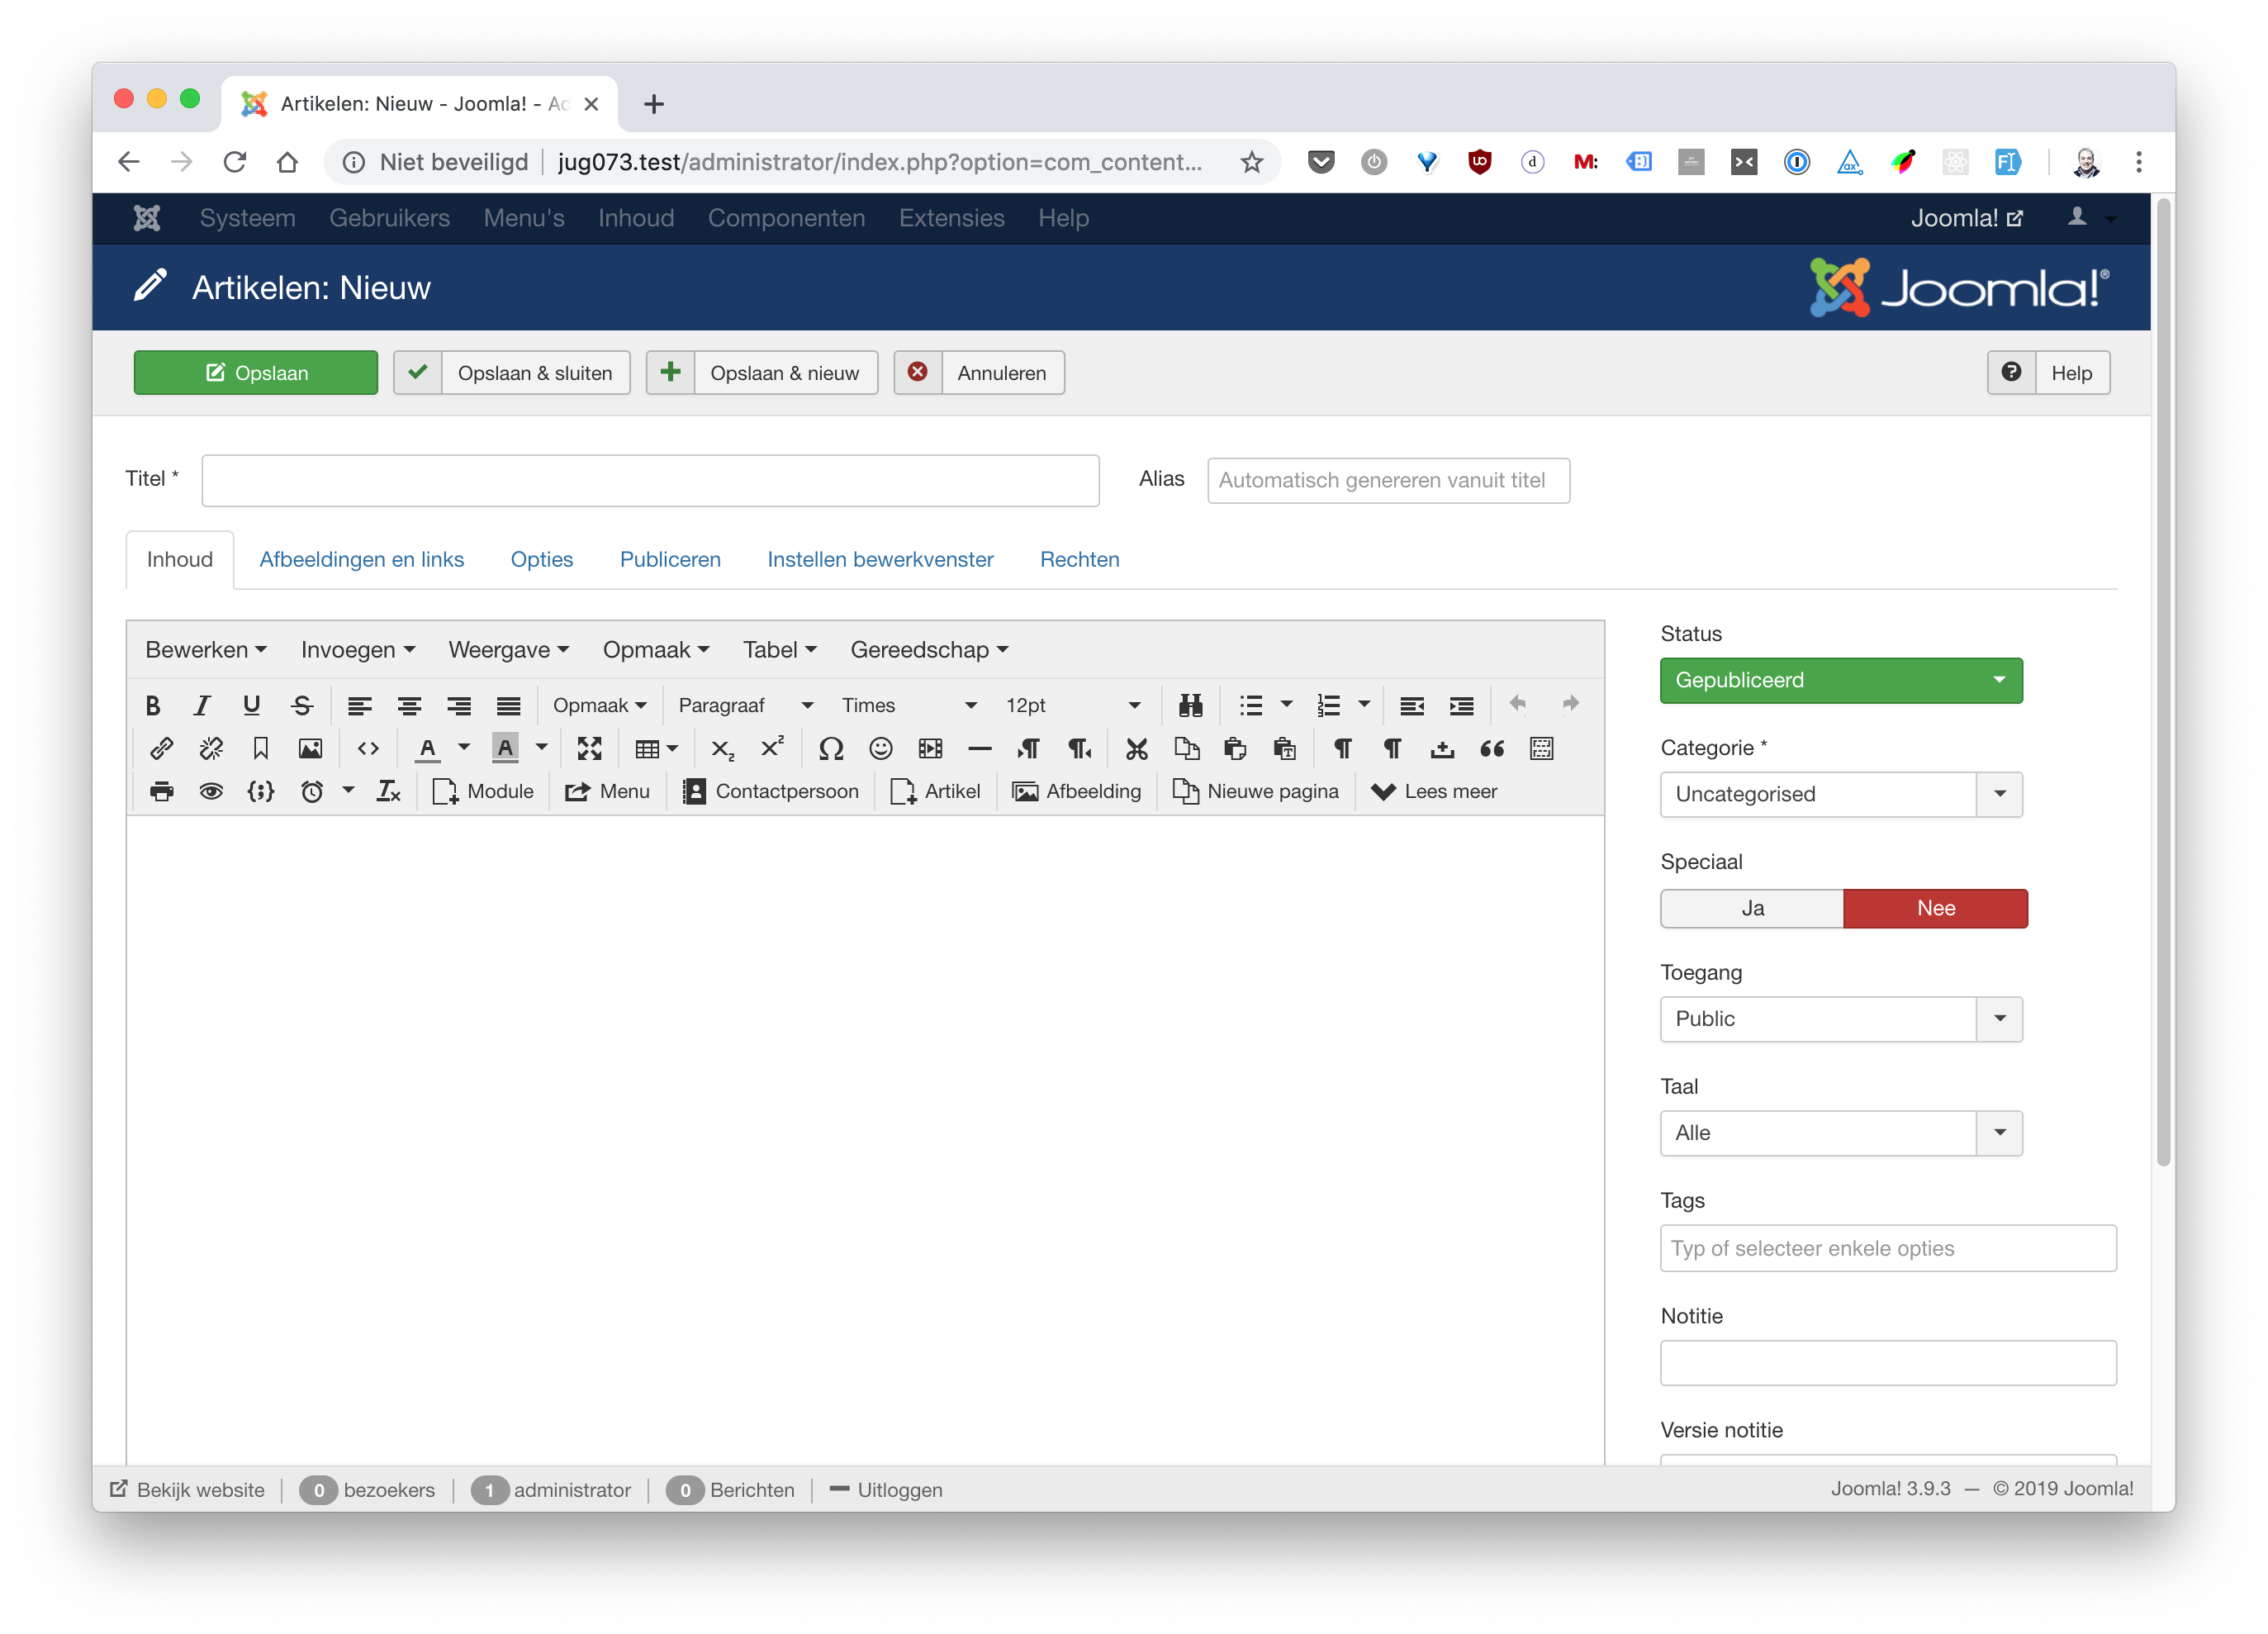 Artikelen: Nieuw - Joomla! - Ad
Niet beveiligd jug073.test/administrator/index.php?option=com_content...
Systeem Gebruikers Menu's Inhoud Componenten Extensies Help Joomla!
Artikelen: Nieuw Joomla!®
Opslaan Opslaan & sluiten Opslaan & nieuw Annuleren Help
Titel * Alias Automatisch genereren vanuit titel
Inhoud Afbeeldingen en links Opties Publiceren Instellen bewerkvenster Rechten
Bewerken Invoegen Weergave Opmaak Tabel Gereedschap
Opmaak Paragraaf Times 12pt
Module Menu Contactpersoon Artikel Afbeelding Nieuwe pagina Lees meer
Status
Gepubliceerd
Categorie *
Uncategorised
Speciaal
Ja Nee
Toegang
Public
Taal
Alle
Tags
Typ of selecteer enkele opties
Notitie
Versie notitie
Bekijk website 0 bezoekers 1 administrator 0 Berichten Uitloggen Joomla! 3.9.3 — © 2019 Joomla!